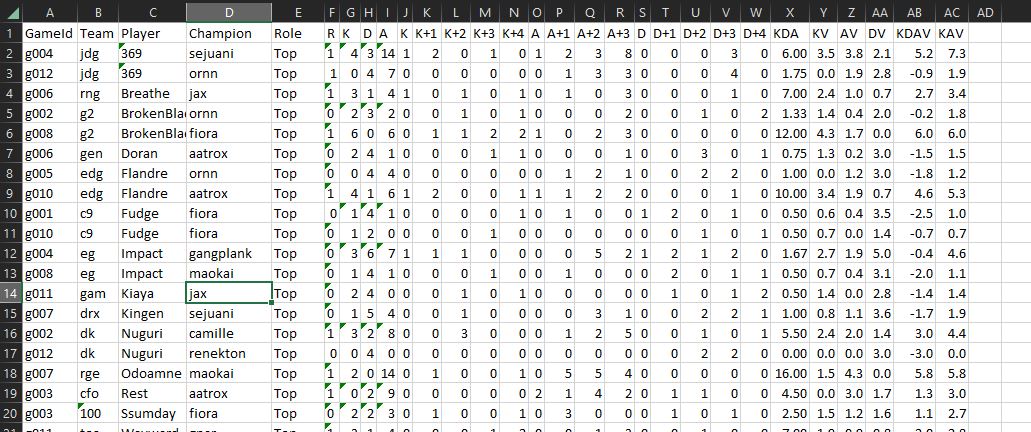 A B C D E F G H I J K L M N O P Q R S T U V W X Y Z AA AB AC AD
1 GameId Team Player Champion Role R K D A K K+1 K+2 K+3 K+4 A A+1 A+2 A+3 D D+1 D+2 D+3 D+4 KDA KV AV DV KDAV KAV
2 g004 jdg 369 sejuani Top 1 4 3 14 1 2 0 1 0 1 2 3 8 0 0 0 3 0 6.00 3.5 3.8 2.1 5.2 7.3
3 g012 jdg 369 ornn Top 1 0 4 7 0 0 0 0 0 0 1 3 3 0 0 0 4 0 1.75 0.0 1.9 2.8 -0.9 1.9
4 g006 rng Breathe jax Top 1 3 1 4 1 0 1 0 1 0 1 0 3 0 0 0 1 0 7.00 2.4 1.0 0.7 2.7 3.4
5 g002 g2 BrokenBla ornn Top 0 2 3 2 0 0 1 0 1 0 0 2 0 0 0 1 0 2 1.33 1.4 0.4 2.0 -0.2 1.8
6 g008 g2 BrokenBla fiora Top 1 6 0 6 0 1 1 2 2 1 0 2 3 0 0 0 0 0 12.00 4.3 1.7 0.0 6.0 6.0
7 g006 gen Doran aatrox Top 0 2 4 1 0 0 0 1 1 0 0 0 1 0 0 3 0 1 0.75 1.3 0.2 3.0 -1.5 1.5
8 g005 edg Flandre ornn Top 0 0 4 4 0 0 0 0 0 0 1 2 1 0 0 2 2 0 1.00 0.0 1.2 3.0 -1.8 1.2
9 g010 edg Flandre aatrox Top 1 4 1 6 1 2 0 0 1 1 1 2 2 0 0 0 1 0 10.00 3.4 1.9 0.7 4.6 5.3
10 g001 c9 Fudge fiora Top 0 1 4 1 0 0 0 0 1 0 1 0 0 1 2 0 1 0 0.50 0.6 0.4 3.5 -2.5 1.0
11 g010 c9 Fudge fiora Top 0 1 2 0 0 0 0 1 0 0 0 0 0 0 0 1 0 1 0.50 0.7 0.0 1.4 -0.7 0.7
12 g004 eg Impact gangplank Top 0 3 6 7 1 1 1 0 0 0 0 5 2 1 2 1 2 0 1.67 2.7 1.9 5.0 -0.4 4.6
13 g008 eg Impact maokai Top 0 1 4 1 0 0 0 1 0 0 1 0 0 0 2 0 1 1 0.50 0.7 0.4 3.1 -2.0 1.1
14 g011 gam Kiaya jax Top 0 2 4 0 0 0 1 0 1 0 0 0 0 0 1 0 1 2 0.50 1.4 0.0 2.8 -1.4 1.4
15 g007 drx Kingen sejuani Top 0 1 5 4 0 0 0 1 0 0 0 3 1 0 0 2 2 1 1.00 0.8 1.1 3.6 -1.7 1.9
16 g002 dk Nuguri camille Top 1 3 2 8 0 0 3 0 0 0 1 2 5 0 1 0 1 0 5.50 2.4 2.0 1.4 3.0 4.4
17 g012 dk Nuguri renekton Top 0 0 4 0 0 0 0 0 0 0 0 0 0 0 0 2 2 0 0.00 0.0 0.0 3.0 -3.0 0.0
18 g007 rge Odoamne maokai Top 1 2 0 14 0 1 0 0 1 0 5 5 4 0 0 0 0 0 16.00 1.5 4.3 0.0 5.8 5.8
19 g003 cfo Rest aatrox Top 1 0 2 9 0 0 0 0 0 2 1 4 2 0 1 1 0 0 4.50 0.0 3.0 1.7 1.3 3.0
20 g003 100 Ssumday fiora Top 0 2 2 3 0 1 0 0 1 0 3 0 0 0 1 0 1 0 2.50 1.5 1.2 1.6 1.1 2.7